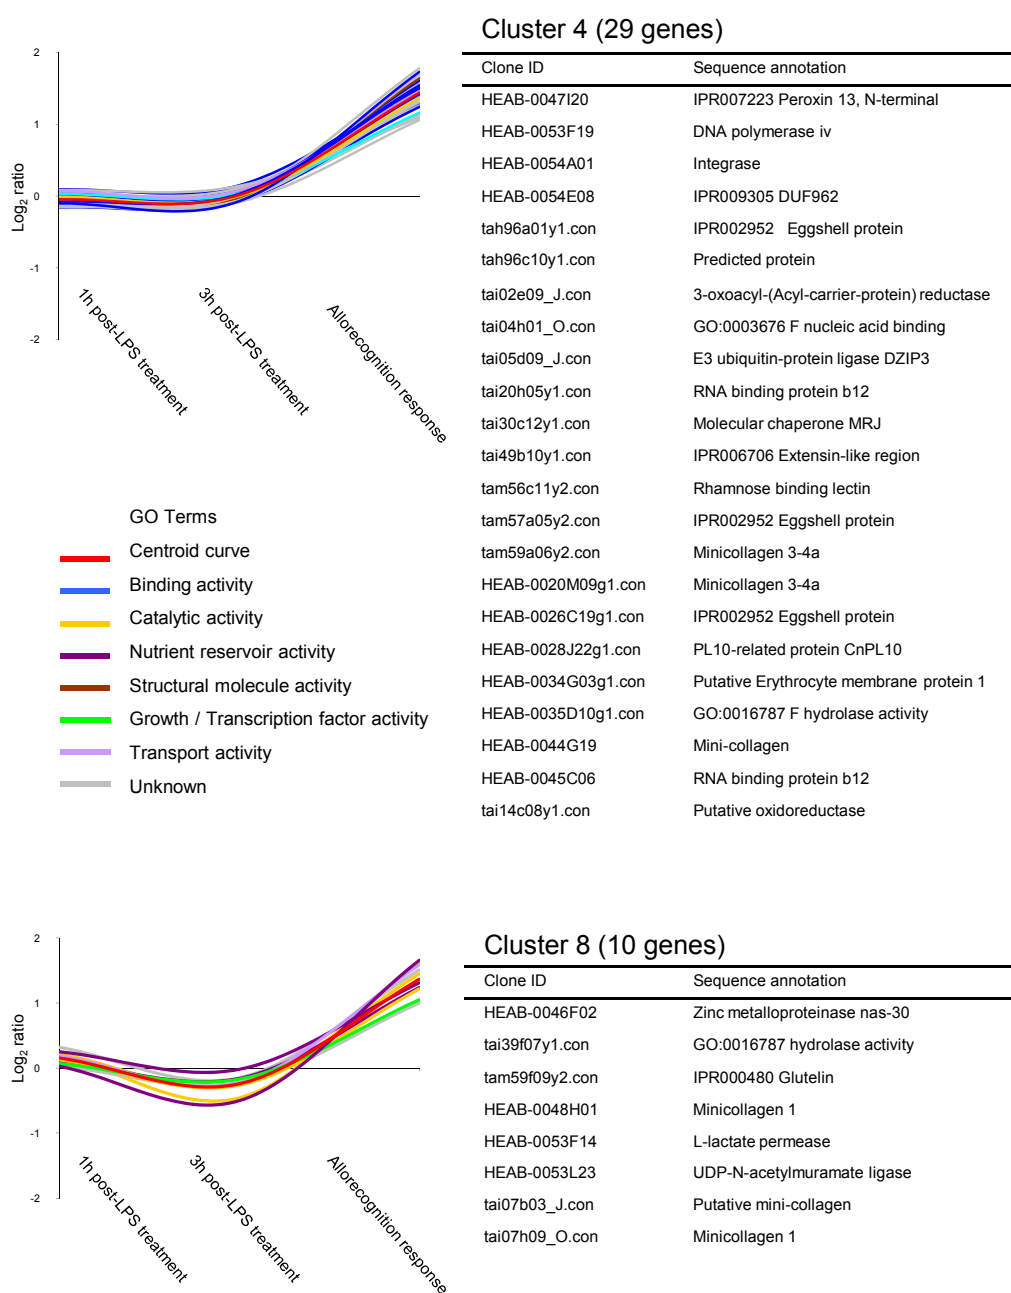 Cluster 4 (29 genes)
Clone ID Sequence annotation
HEAB-0047I20 IPR007223 Peroxin 13, N-terminal
HEAB-0053F19 DNA polymerase iv
HEAB-0054A01 Integrase
HEAB-0054E08 IPR009305 DUF962
tah96a01y1.con IPR002952 Eggshell protein
tah96c10y1.con Predicted protein
tai02e09_J.con 3-oxoacyl-(Acyl-carrier-protein) reductase
tai04h01_O.con GO:0003676 F nucleic acid binding
tai05d09_J.con E3 ubiquitin-protein ligase DZIP3
tai20h05y1.con RNA binding protein b12
tai30c12y1.con Molecular chaperone MRJ
tai49b10y1.con IPR006706 Extensin-like region
tam56c11y2.con Rhamnose binding lectin
tam57a05y2.con IPR002952 Eggshell protein
tam59a06y2.con Minicollagen 3-4a
HEAB-0020M09g1.con Minicollagen 3-4a
HEAB-0026C19g1.con IPR002952 Eggshell protein
HEAB-0028J22g1.con PL10-related protein CnPL10
HEAB-0034G03g1.con Putative Erythrocyte membrane protein 1
HEAB-0035D10g1.con GO:0016787 F hydrolase activity
HEAB-0044G19 Mini-collagen
HEAB-0045C06 RNA binding protein b12
tai14c08y1.con Putative oxidoreductase
2
1
0
-1
-2
Log2 ratio
1h post-LPS treatment
3h post-LPS treatment
Allorecognition response
GO Terms
Centroid curve
Binding activity
Catalytic activity
Nutrient reservoir activity
Structural molecule activity
Growth / Transcription factor activity
Transport activity
Unknown
Cluster 8 (10 genes)
Clone ID Sequence annotation
HEAB-0046F02 Zinc metalloproteinase nas-30
tai39f07y1.con GO:0016787 hydrolase activity
tam59f09y2.con IPR000480 Glutelin
HEAB-0048H01 Minicollagen 1
HEAB-0053F14 L-lactate permease
HEAB-0053L23 UDP-N-acetylmuramate ligase
tai07b03_J.con Putative mini-collagen
tai07h09_O.con Minicollagen 1
2
1
0
-1
-2
Log2 ratio
1h post-LPS treatment
3h post-LPS treatment
Allorecognition response